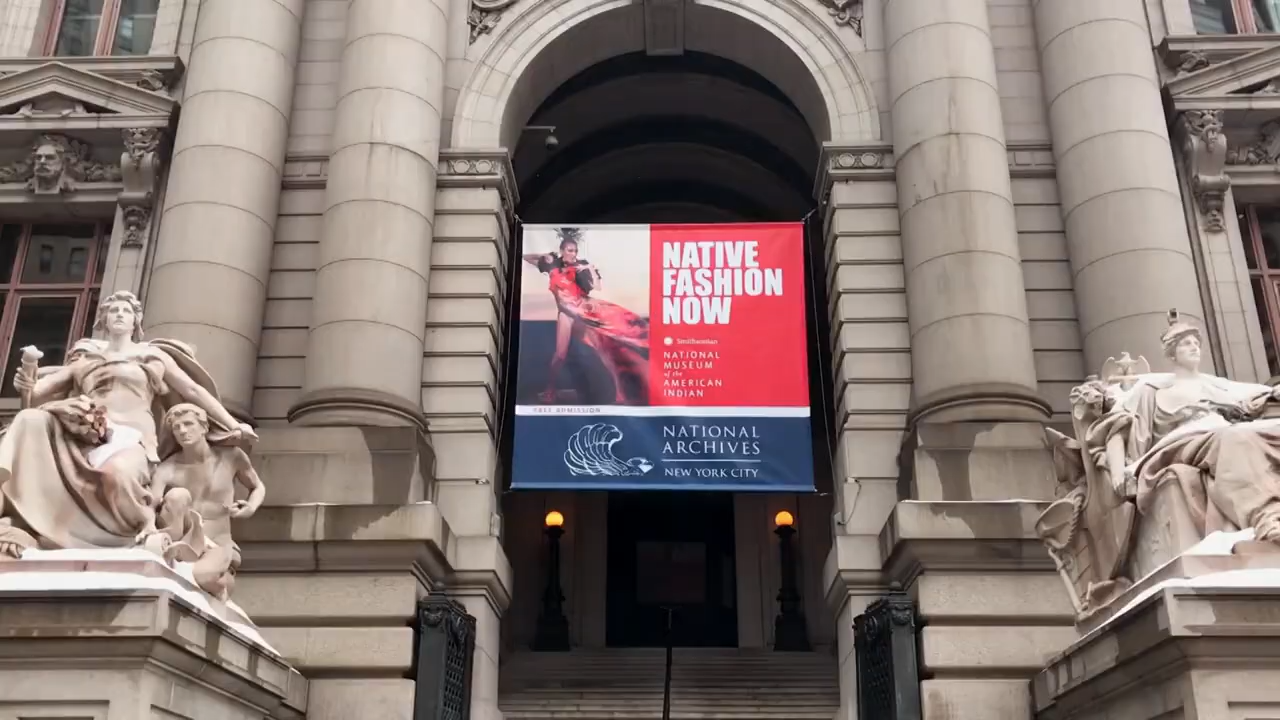 NATIVE
FASHION
NOW
Smithsonian
NATIONAL
MUSEUM
of the
AMERICAN
INDIAN
FREE ADMISSION
NATIONAL
ARCHIVES
NEW YORK CITY